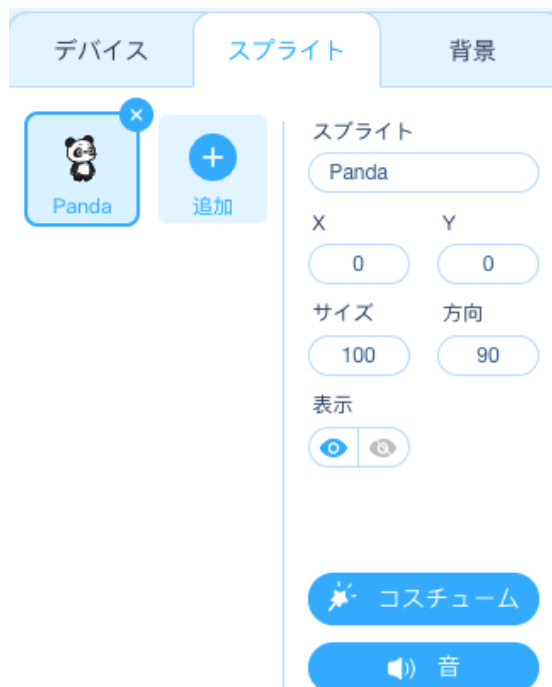 デバイス スプライト 背景
Panda 追加
スプライト
Panda
X Y
0 0
サイズ 方向
100 90
表示
コスチューム
音